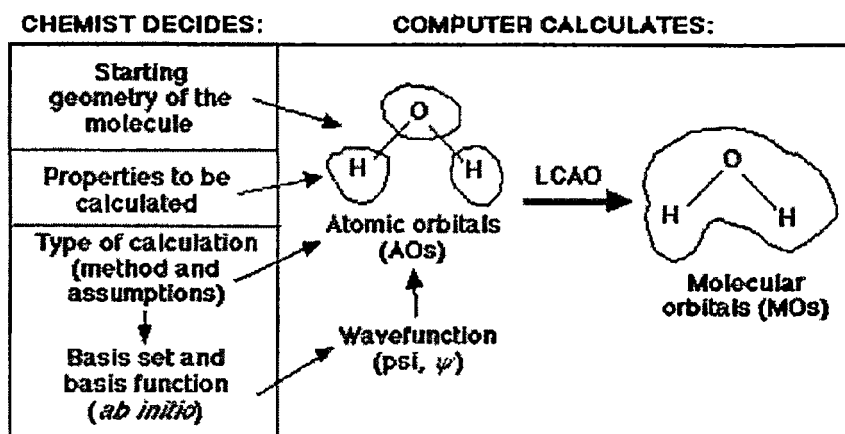 CHEMIST DECIDES:
COMPUTER CALCULATES:
Starting
geometry of the
molecule
Properties to be
calculated
Type of calculation
(method and
assumptions)
Basis set and
basis function
(ab initio)
O
H
H
Atomic orbitals
(AOs)
Wavefunction
(psi, ψ)
LCAO
O
H
H
Molecular
orbitals (MOs)